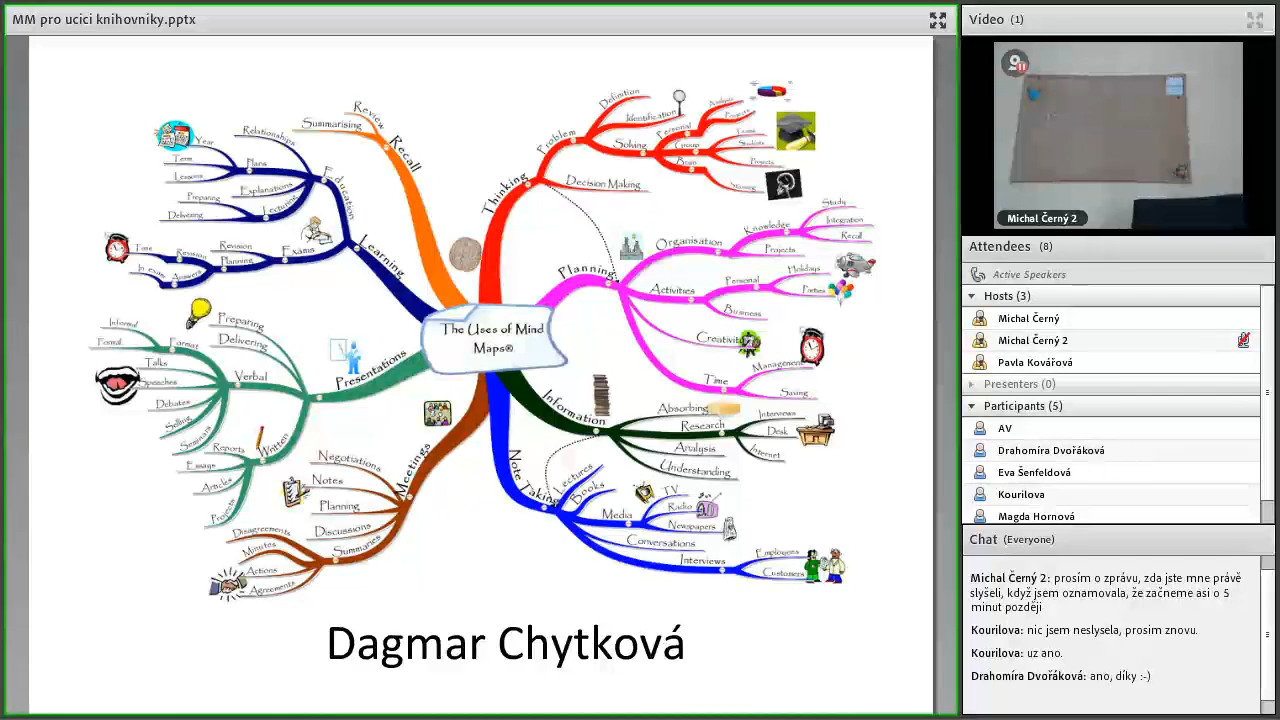 MM pro ucici knihovniky.pptx
The Uses of Mind
Maps®
Recall
Review
Summarising
Thinking
Problem
Definition
Identification
Solving
Personal
Analysis
Projects
Group
Exams
Students
Brain
Projects
Decision Making
Planning
Organisation
Knowledge
Study
Integration
Recall
Projects
Activities
Personal
Holidays
Parties
Business
Time
Management
Saving
Information
Absorbing
Research
Interviews
Desk
Internet
Analysis
Understanding
Note Taking
Lectures
Books
Media
TV
Radio
Newspapers
Conversations
Interviews
Employees
Customers
Meetings
Negotiations
Notes
Planning
Discussions
Summaries
Disagreements
Minutes
Actions
Agreements
Presentations
Preparing
Delivering
Verbal
Format
Informal
Formal
Talks
Speeches
Debates
Selling
Seminars
Written
Reports
Essays
Articles
Projects
Learning
Education
Relationships
Plans
Year
Term
Lessons
Explanations
Lecturing
Preparing
Delivering
Exams
Revision
Planning
Revision
Time
Answers
In exam
Dagmar Chytková
Video (1)
Michal Černý 2
Attendees (8)
Active Speakers
Hosts (3)
Michal Černý
Michal Černý 2
Pavla Kovářová
Presenters (0)
Participants (5)
AV
Drahomíra Dvořáková
Eva Šenfeldová
Kourilova
Magda Hornová
Chat (Everyone)
Michal Černý 2: prosím o zprávu, zda jste mne právě
slyšeli, když jsem oznamovala, že začneme asi o 5
minut později
Kourilova: nic jsem neslysela, prosim znovu.
Kourilova: uz ano.
Drahomíra Dvořáková: ano, díky :-)